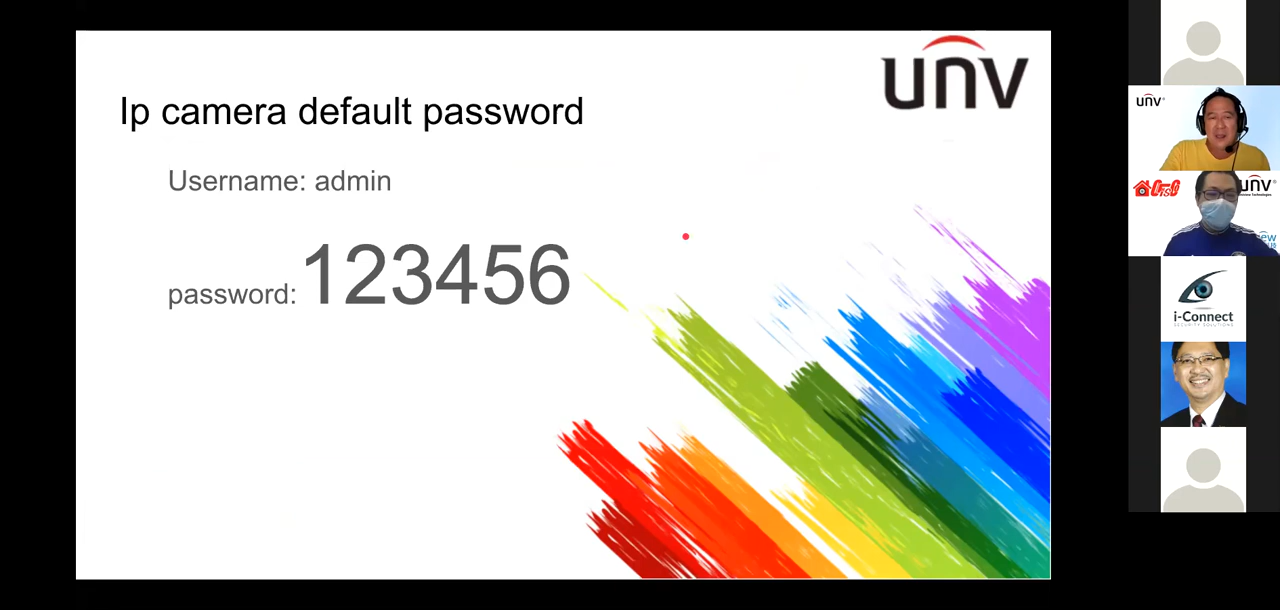 unv
Ip camera default password
Username: admin
password: 123456
unv
unv
i-Connect
SECURITY SOLUTIONS